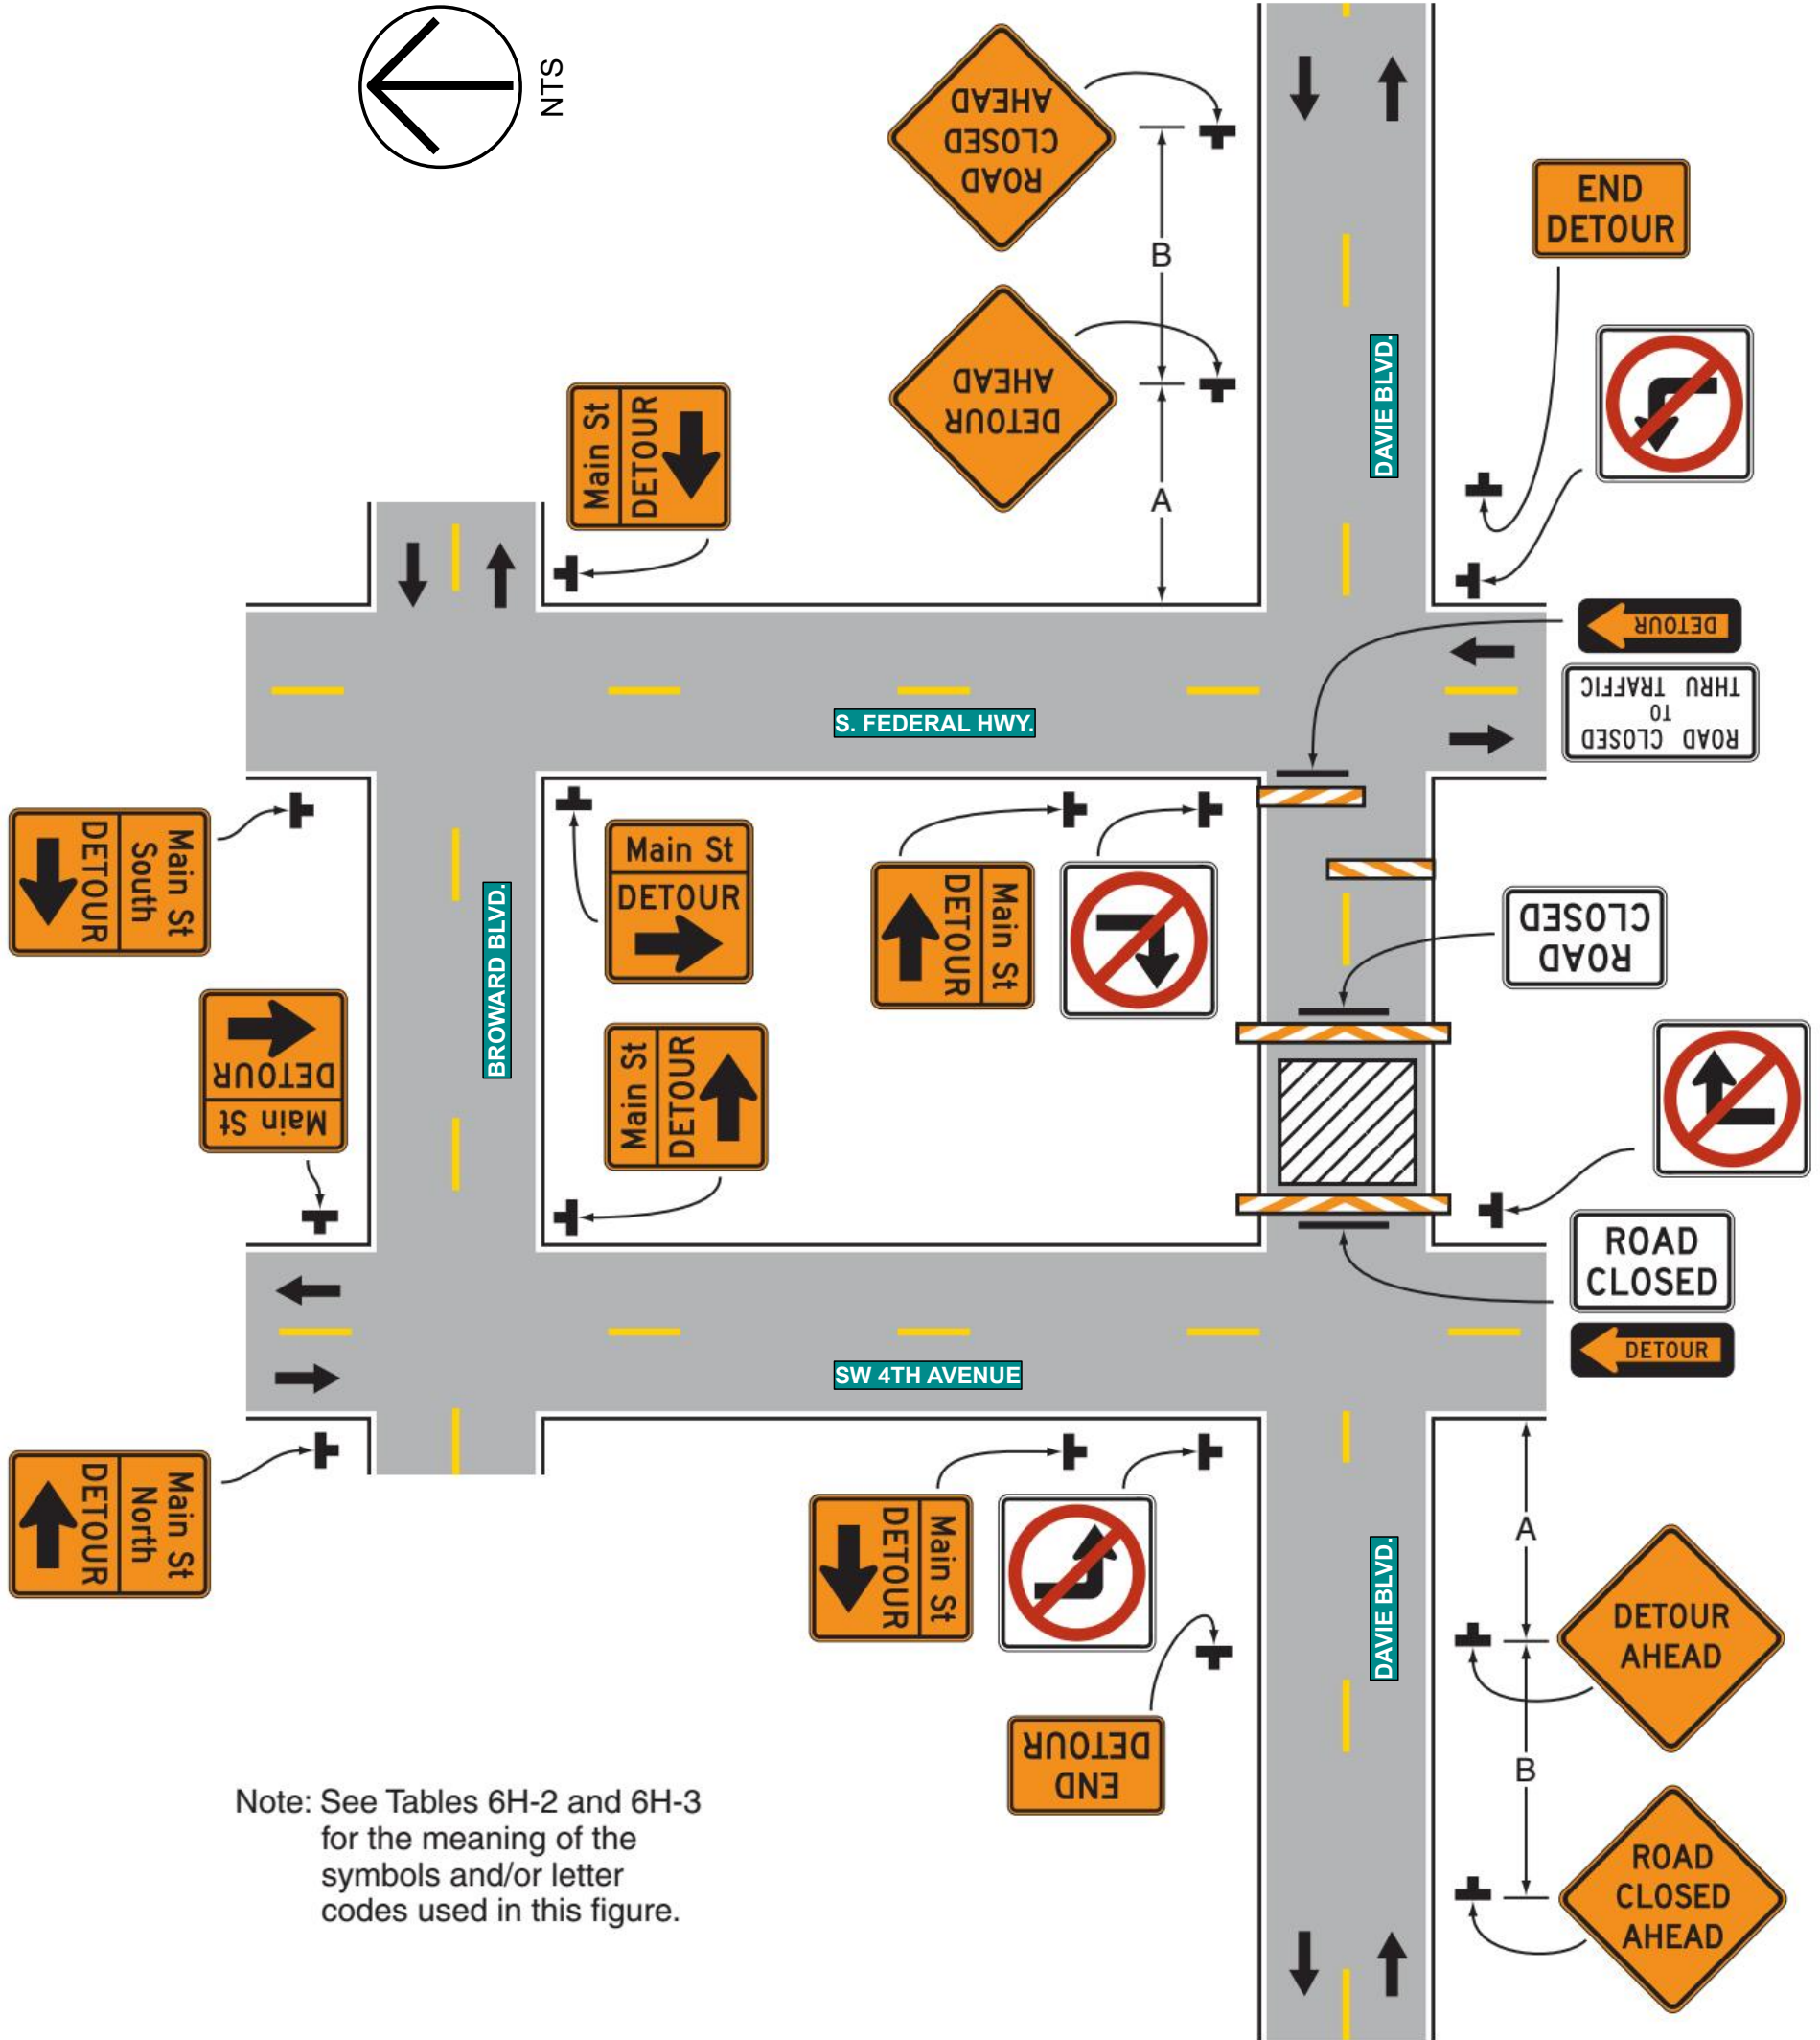 NTS
ROAD
CLOSED
AHEAD
END
DETOUR
B
DETOUR
AHEAD
DAVIE BLVD.
Main St
DETOUR
A
DETOUR
ROAD CLOSED
TO
THRU TRAFFIC
S. FEDERAL HWY.
Main St
South
DETOUR
Main St
DETOUR
BROWARD BLVD.
Main St
DETOUR
ROAD
CLOSED
Main St
DETOUR
Main St
DETOUR
ROAD
CLOSED
DETOUR
SW 4TH AVENUE
Main St
North
DETOUR
Main St
DETOUR
A
DAVIE BLVD.
DETOUR
AHEAD
END
DETOUR
B
ROAD
CLOSED
AHEAD
Note: See Tables 6H-2 and 6H-3
for the meaning of the
symbols and/or letter
codes used in this figure.